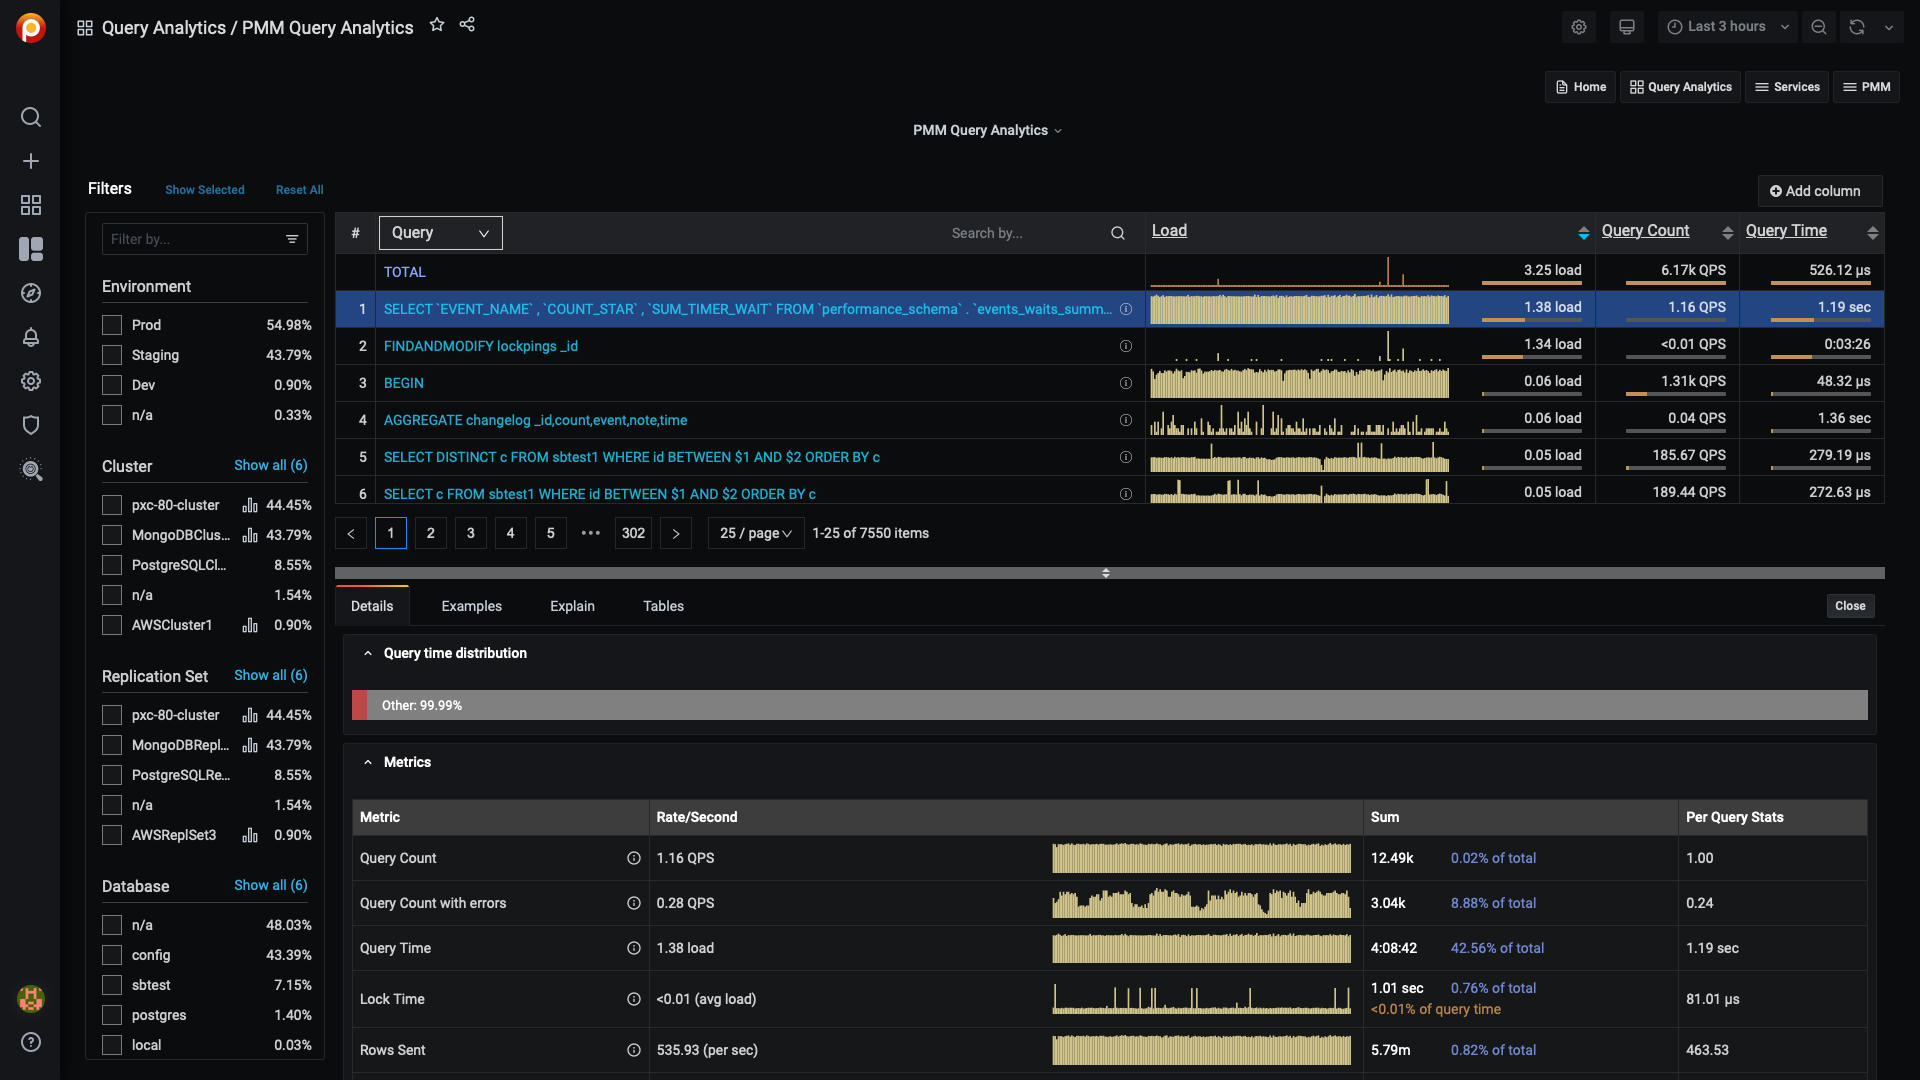 Query Analytics / PMM Query Analytics
Last 3 hours
Home
Query Analytics
Services
PMM
PMM Query Analytics
Filters
Show Selected
Reset All
Add column
Filter by...
Environment
Prod 54.98%
Staging 43.79%
Dev 0.90%
n/a 0.33%
Cluster Show all (6)
pxc-80-cluster 44.45%
MongoDBClus... 43.79%
PostgreSQLCl... 8.55%
n/a 1.54%
AWSCluster1 0.90%
Replication Set Show all (6)
pxc-80-cluster 44.45%
MongoDBRepl... 43.79%
PostgreSQLRe... 8.55%
n/a 1.54%
AWSReplSet3 0.90%
Database Show all (6)
n/a 48.03%
config 43.39%
sbtest 7.15%
postgres 1.40%
local 0.03%
# Query Search by... Load Query Count Query Time
TOTAL 3.25 load 6.17k QPS 526.12 µs
1 SELECT `EVENT_NAME` , `COUNT_STAR` , `SUM_TIMER_WAIT` FROM `performance_schema` . `events_waits_summ... 1.38 load 1.16 QPS 1.19 sec
2 FINDANDMODIFY lockpings _id 1.34 load <0.01 QPS 0:03:26
3 BEGIN 0.06 load 1.31k QPS 48.32 µs
4 AGGREGATE changelog _id,count,event,note,time 0.06 load 0.04 QPS 1.36 sec
5 SELECT DISTINCT c FROM sbtest1 WHERE id BETWEEN $1 AND $2 ORDER BY c 0.05 load 185.67 QPS 279.19 µs
6 SELECT c FROM sbtest1 WHERE id BETWEEN $1 AND $2 ORDER BY c 0.05 load 189.44 QPS 272.63 µs
< 1 2 3 4 5 ••• 302 > 25 / page 1-25 of 7550 items
Details Examples Explain Tables Close
Query time distribution
Other: 99.99%
Metrics
Metric Rate/Second Sum Per Query Stats
Query Count 1.16 QPS 12.49k 0.02% of total 1.00
Query Count with errors 0.28 QPS 3.04k 8.88% of total 0.24
Query Time 1.38 load 4:08:42 42.56% of total 1.19 sec
Lock Time <0.01 (avg load) 1.01 sec 0.76% of total 81.01 µs
<0.01% of query time
Rows Sent 535.93 (per sec) 5.79m 0.82% of total 463.53